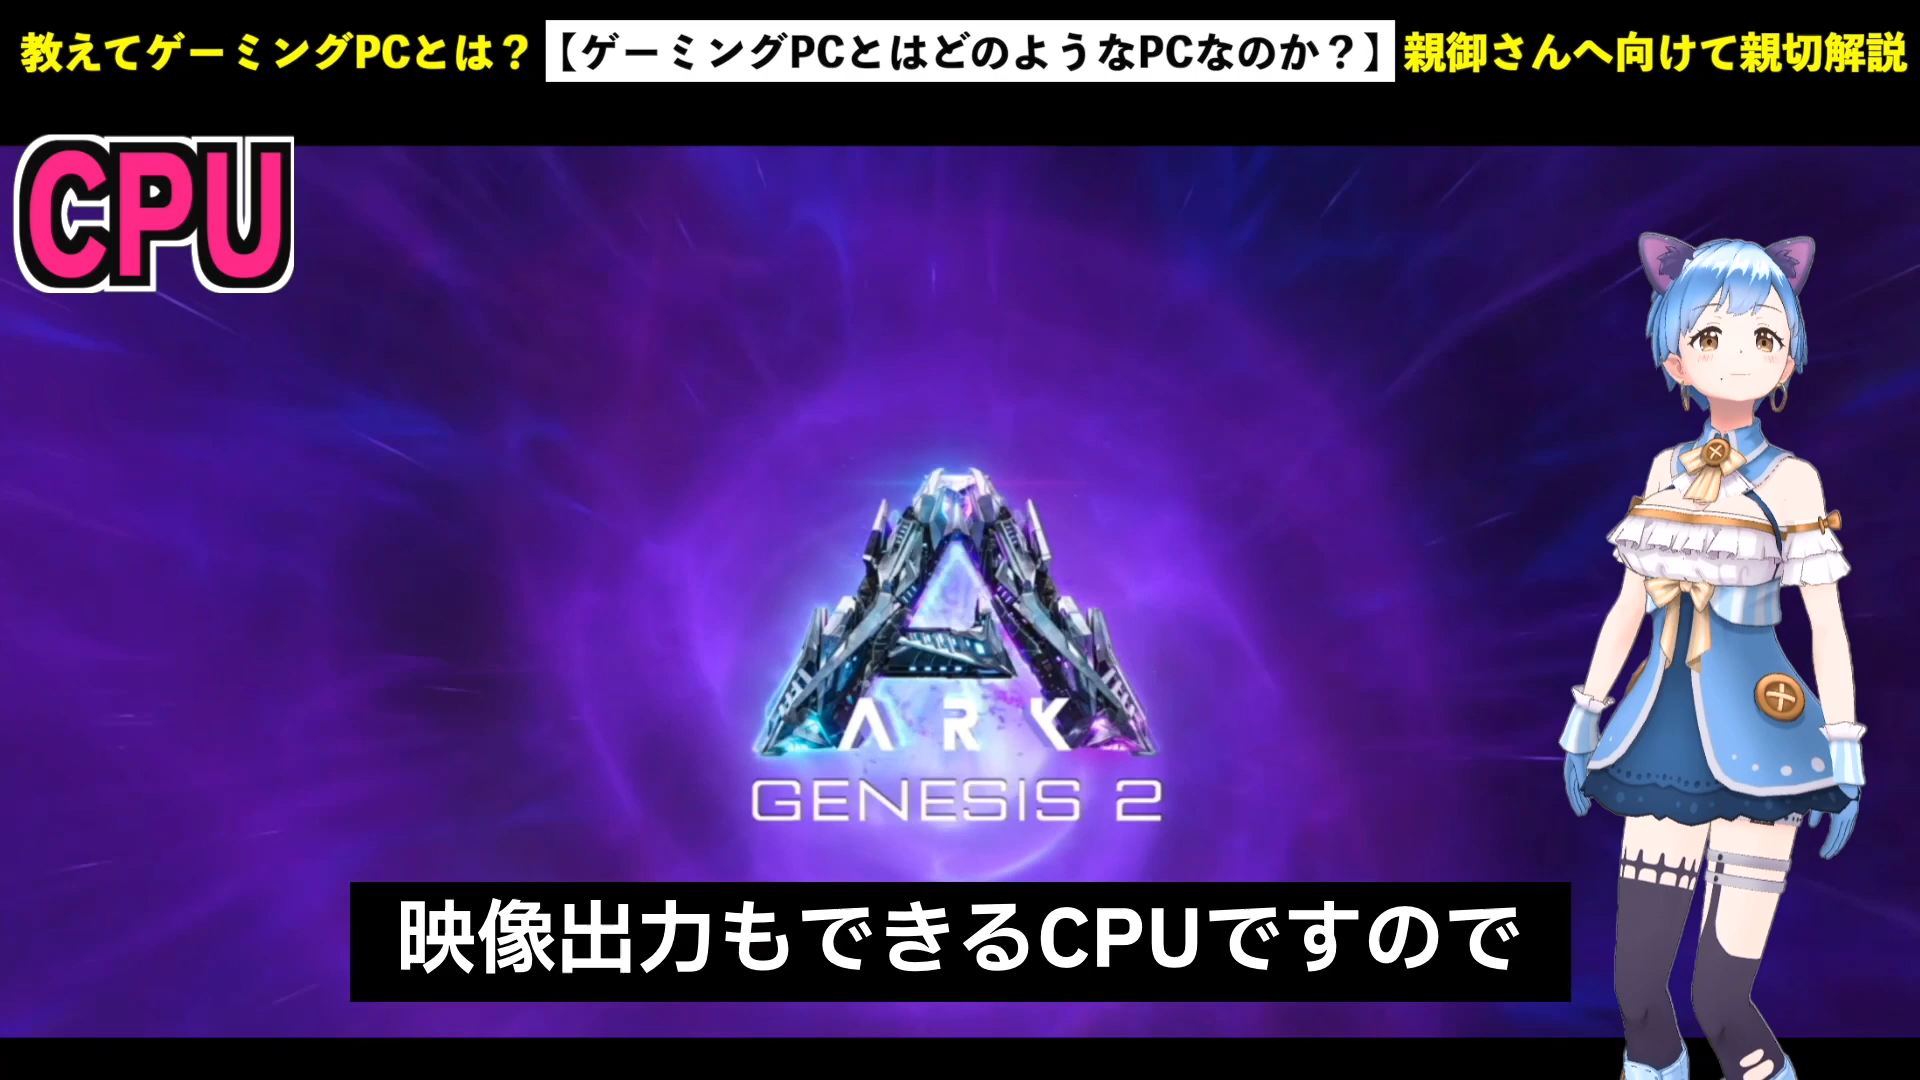 教えてゲーミングPCとは？【ゲーミングPCとはどのようなPCなのか？】親御さんへ向けて親切解説
CPU
ARK
GENESIS 2
映像出力もできるCPUですので